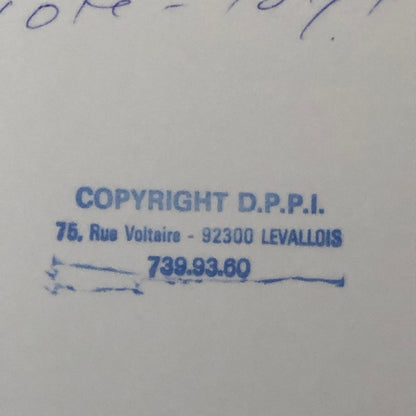 COPYRIGHT D.P.P.I.
75, Rue Voltaire - 92300 LEVALLOIS
739.93.60